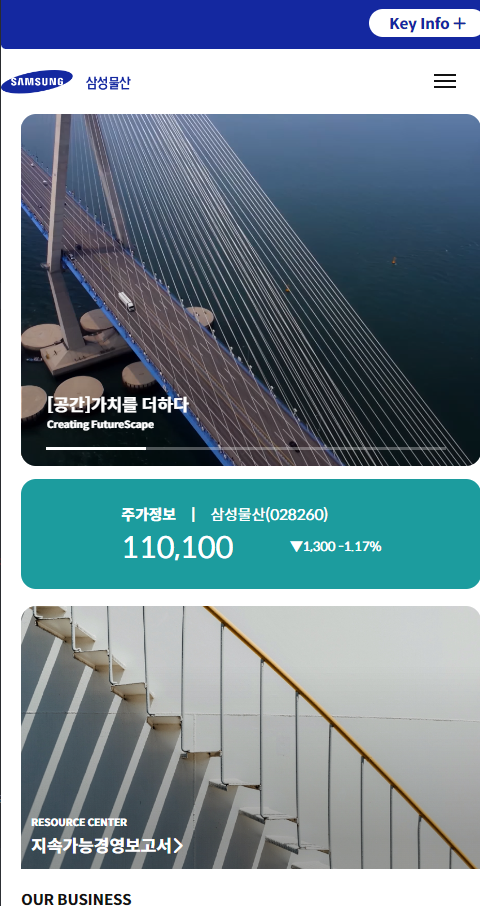 Key Info +
SAMSUNG 삼성물산
[공간]가치를 더하다
Creating FutureScape
주가정보 | 삼성물산(028260)
110,100 ▼1,300 -1.17%
RESOURCE CENTER
지속가능경영보고서>
OUR BUSINESS